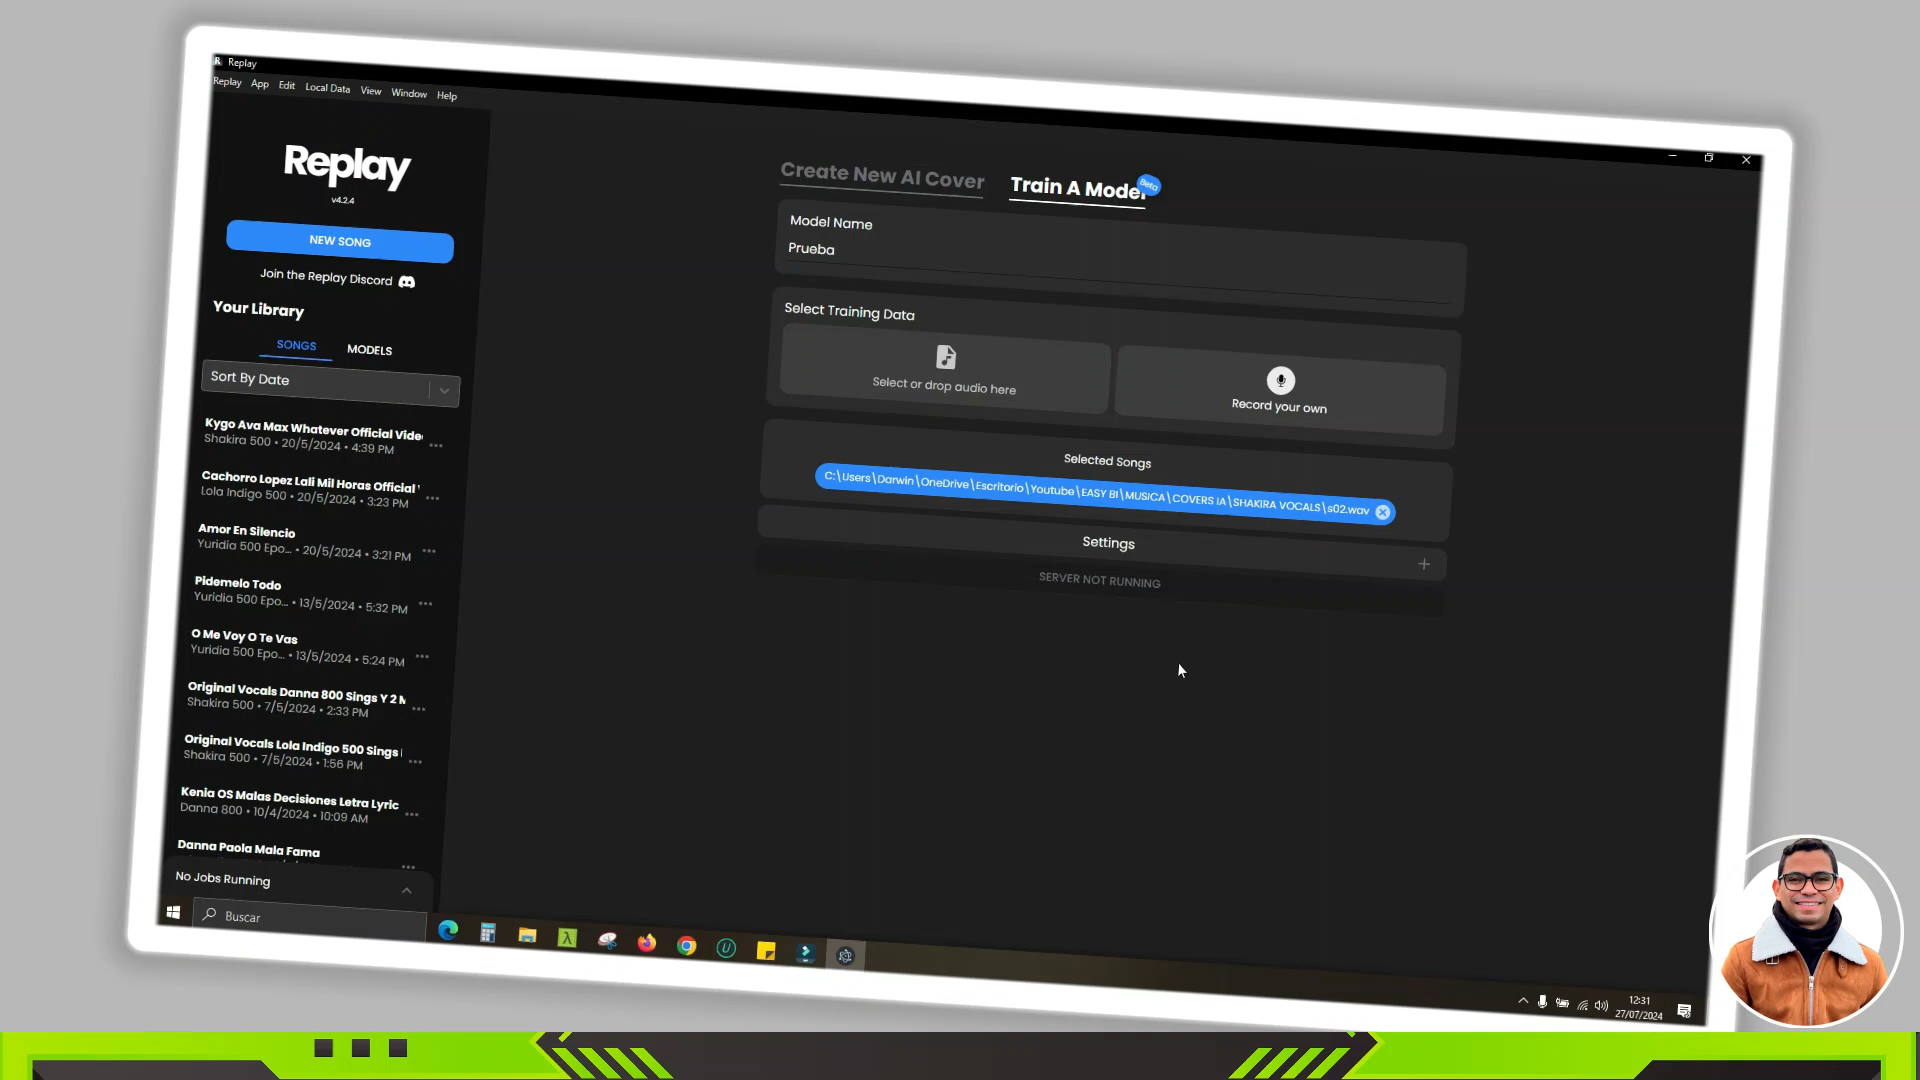 Replay
Replay App Edit Local Data View Window Help
Replay
v4.2.4
NEW SONG
Join the Replay Discord
Your Library
SONGS MODELS
Sort By Date
Kygo Ava Max Whatever Official Vide
Shakira 500 • 20/5/2024 • 4:39 PM
Cachorro Lopez Lali Mil Horas Official
Lola Indigo 500 • 20/5/2024 • 3:23 PM
Amor En Silencio
Yuridia 500 Epo... • 20/5/2024 • 3:21 PM
Pidemelo Todo
Yuridia 500 Epo... • 13/5/2024 • 5:32 PM
O Me Voy O Te Vas
Yuridia 500 Epo... • 13/5/2024 • 5:24 PM
Original Vocals Danna 800 Sings Y 2 M
Shakira 500 • 7/5/2024 • 2:33 PM
Original Vocals Lola Indigo 500 Sings
Shakira 500 • 7/5/2024 • 1:56 PM
Kenia OS Malas Decisiones Letra Lyric
Danna 800 • 10/4/2024 • 10:09 AM
Danna Paola Mala Fama
No Jobs Running
Buscar
Create New AI Cover Train A Model Beta
Model Name
Prueba
Select Training Data
Select or drop audio here
Record your own
Selected Songs
C:\Users\Darwin\OneDrive\Escritorio\Youtube\EASY BI\MUSICA\COVERS IA\SHAKIRA VOCALS\s02.wav
Settings
SERVER NOT RUNNING
12:31
27/07/2024